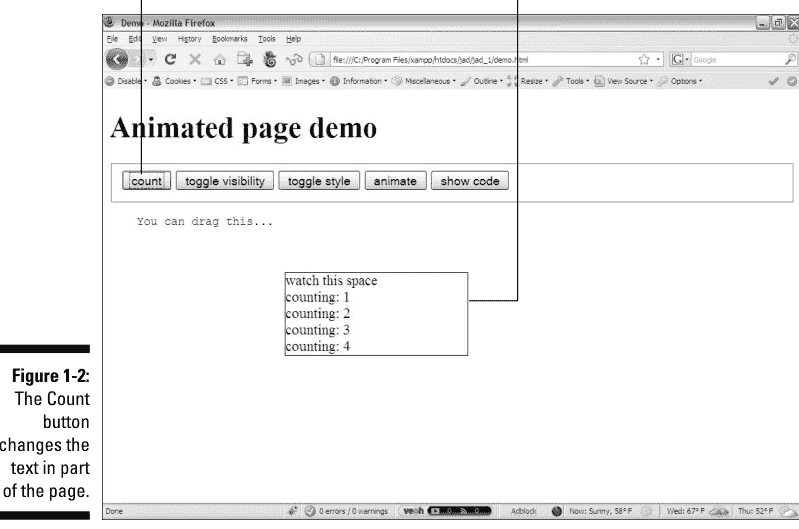 Demo - Mozilla Firefox
File Edit View History Bookmarks Tools Help
file:///C:/Program Files/xampp/htdocs/jad/jad_1/demo.html
G Google
Disable Cookies CSS Forms Images Information Miscellaneous Outline Resize Tools View Source Options
Animated page demo
count toggle visibility toggle style animate show code
You can drag this...
watch this space
counting: 1
counting: 2
counting: 3
counting: 4
Figure 1-2:
The Count
button
changes the
text in part
of the page.
Done 0 errors / 0 warnings veoh 0 0 Adblock Now: Sunny, 58° F Wed: 67° F Thu: 52° F